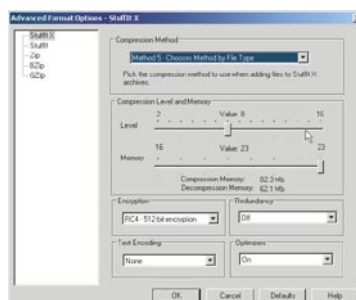 Advanced Format Options - StuffIt X
StuffIt X
StuffIt
Zip
BZip
GZip
Compression Method
Method 5 - Chooses Method by File Type
Pick the compression method to use when adding files to StuffIt X
archives.
Compression Level and Memory
2 Value: 8 16
Level
16 Value: 23 23
Memory
Compression Memory: 82.3 Mb
Decompression Memory: 62.1 Mb
Encryption
RC4 - 512 bit encryption
Redundancy
Off
Text Encoding
None
Optimizers
On
OK Cancel Defaults Help